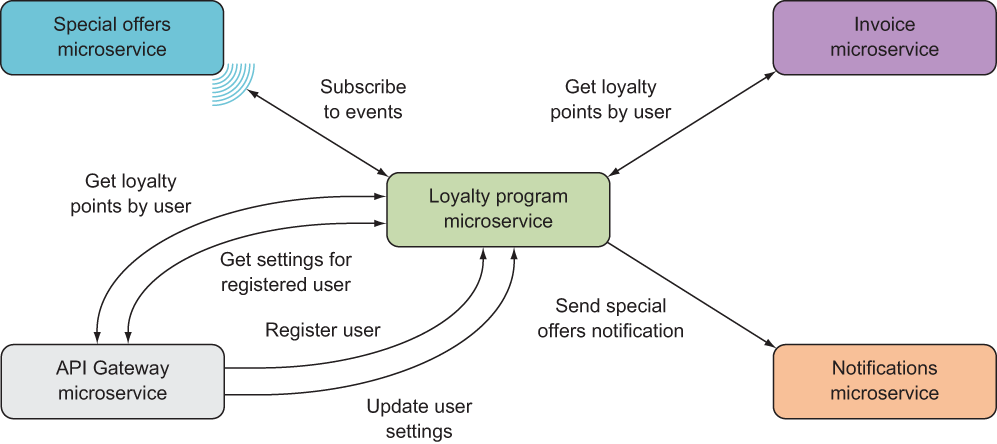 Special offers
microservice
Invoice
microservice
Subscribe
to events
Get loyalty
points by user
Get loyalty
points by user
Loyalty program
microservice
Get settings for
registered user
Register user
Send special
offers notification
API Gateway
microservice
Notifications
microservice
Update user
settings